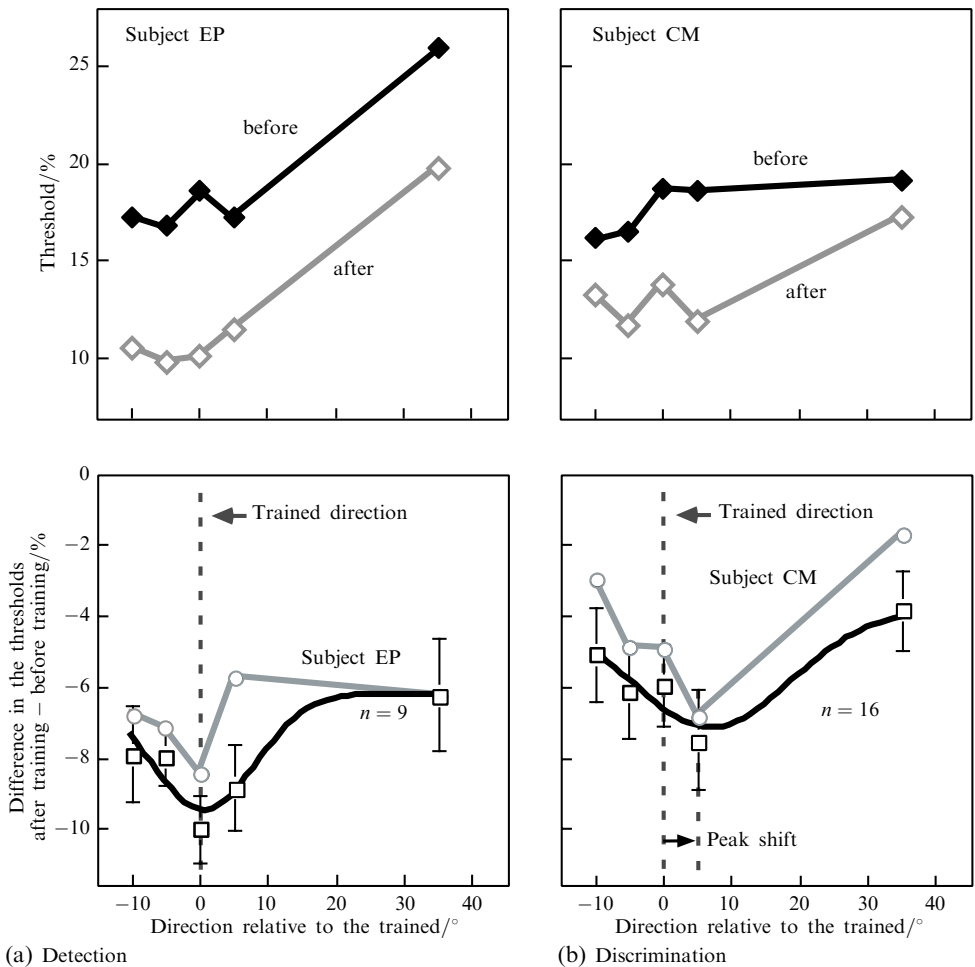 Subject EP
25
20
15
10
Threshold/%
before
after
Subject CM
before
after
0
−2
−4
−6
−8
−10
Difference in the thresholds
after training – before training/%
Trained direction
Subject EP
n = 9
−10 0 10 20 30 40
Direction relative to the trained/°
(a) Detection
Trained direction
Subject CM
n = 16
Peak shift
−10 0 10 20 30 40
Direction relative to the trained/°
(b) Discrimination